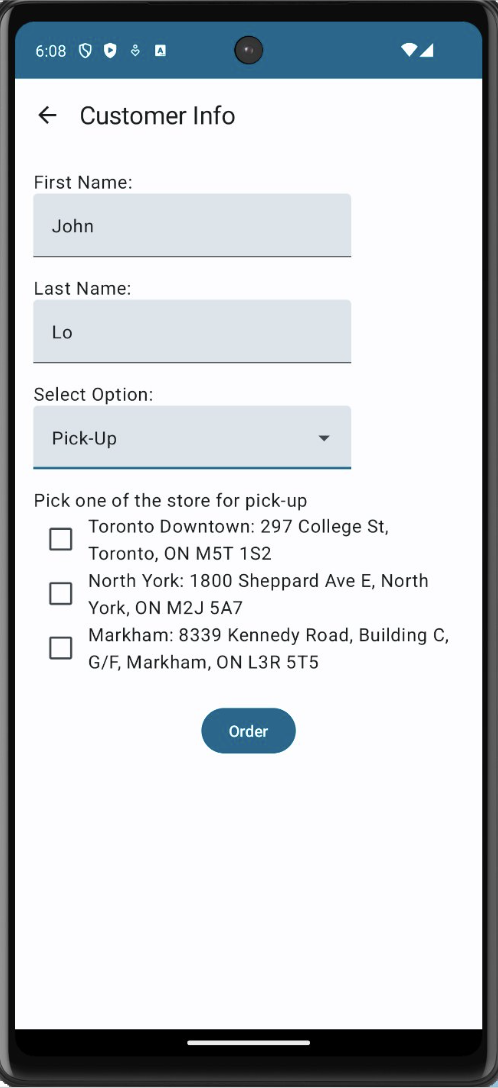 6:08
Customer Info
First Name:
John
Last Name:
Lo
Select Option:
Pick-Up
Pick one of the store for pick-up
Toronto Downtown: 297 College St,
Toronto, ON M5T 1S2
North York: 1800 Sheppard Ave E, North
York, ON M2J 5A7
Markham: 8339 Kennedy Road, Building C,
G/F, Markham, ON L3R 5T5
Order